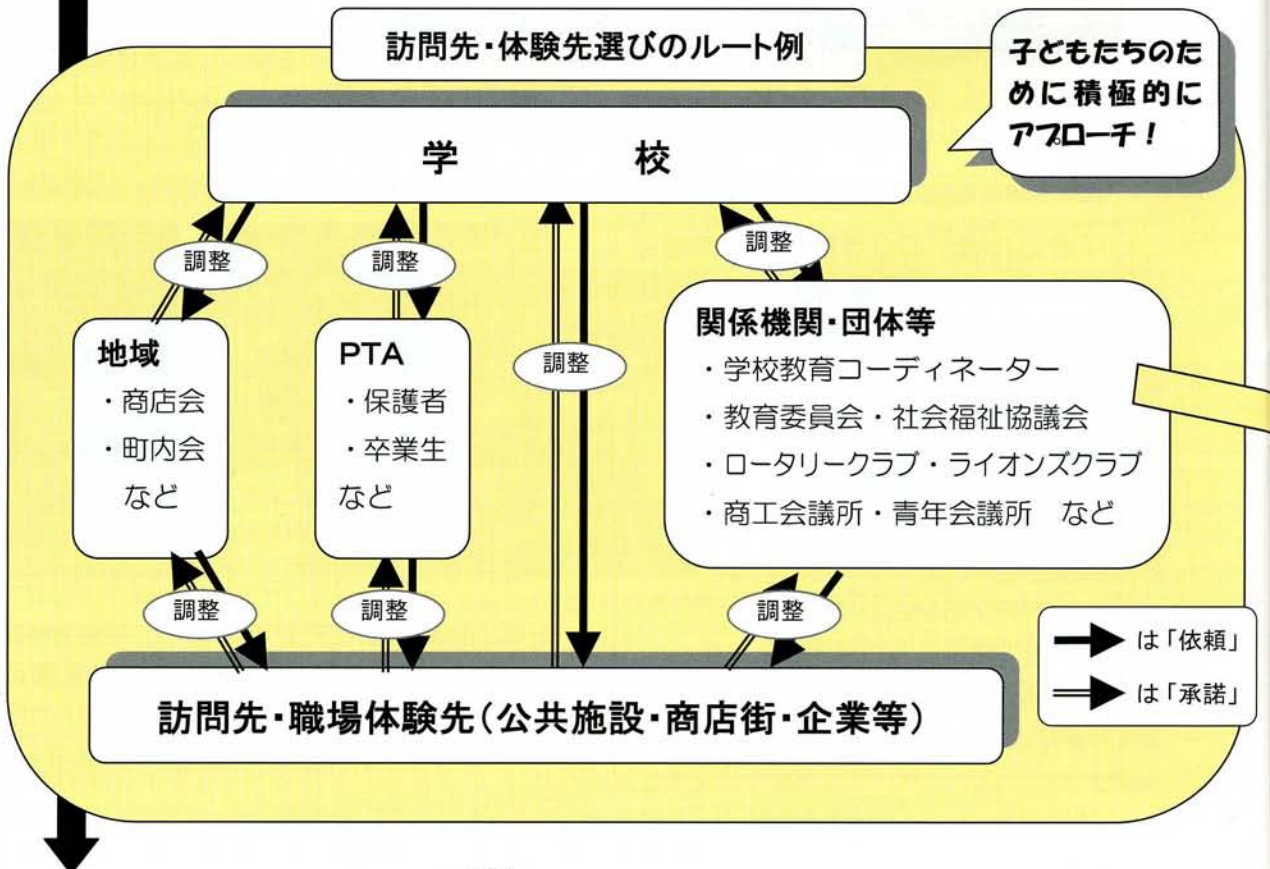 訪問先・体験先選びのルート例
子どもたちのた
めに積極的に
アプローチ!
学 校
調整
調整
調整
調整
地域
・商店会
・町内会
など
PTA
・保護者
・卒業生
など
関係機関・団体等
・学校教育コーディネーター
・教育委員会・社会福祉協議会
・ロータリークラブ・ライオンズクラブ
・商工会議所・青年会議所 など
調整
調整
調整
訪問先・職場体験先(公共施設・商店街・企業等)
は「依頼」
は「承諾」